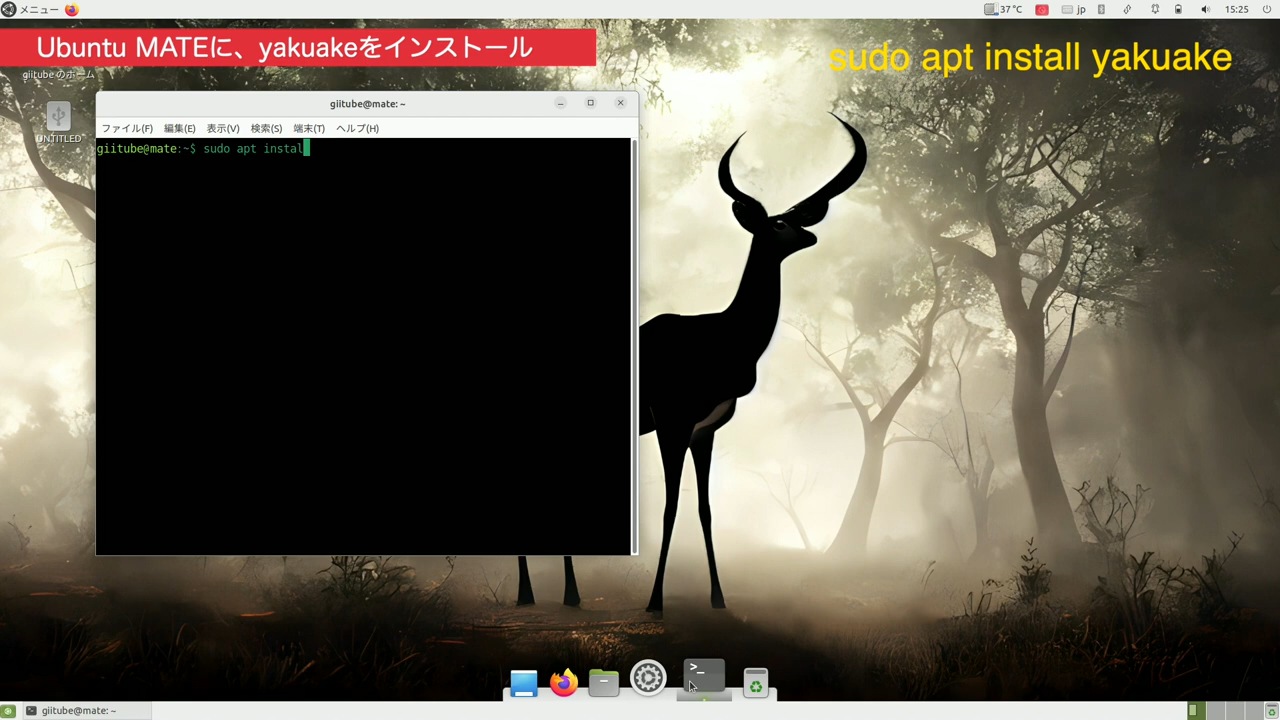 メニュー
37°C
jp
15:25
Ubuntu MATEに、yakuakeをインストール
sudo apt install yakuake
giitube のホーム
UNTITLED
giitube@mate: ~
ファイル(F) 編集(E) 表示(V) 検索(S) 端末(T) ヘルプ(H)
giitube@mate:~$ sudo apt instal
>_
giitube@mate: ~